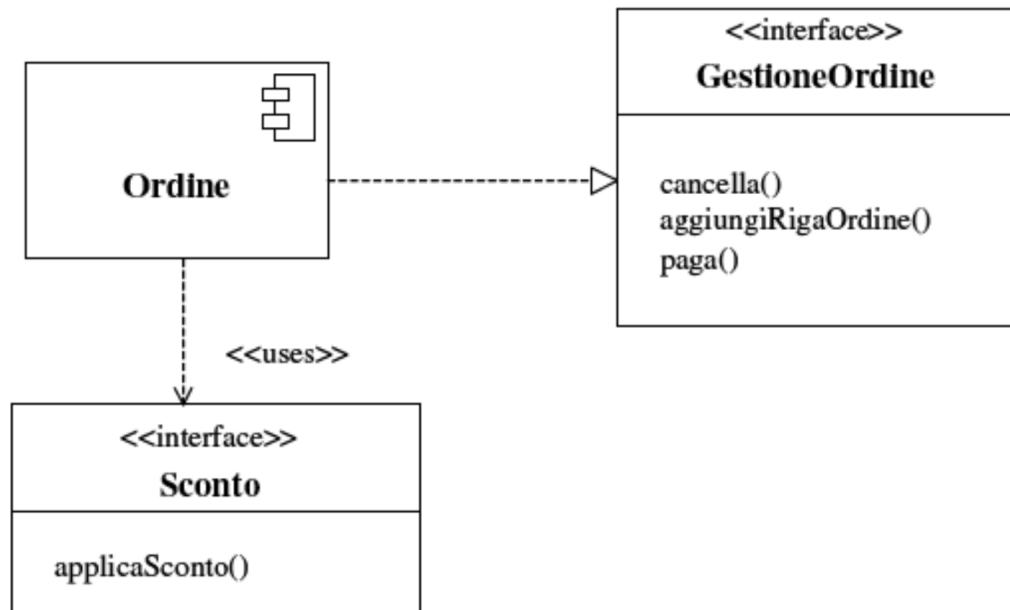 <<interface>>
GestioneOrdine
Ordine
cancella()
aggiungiRigaOrdine()
paga()
<<uses>>
<<interface>>
Sconto
applicaSconto()